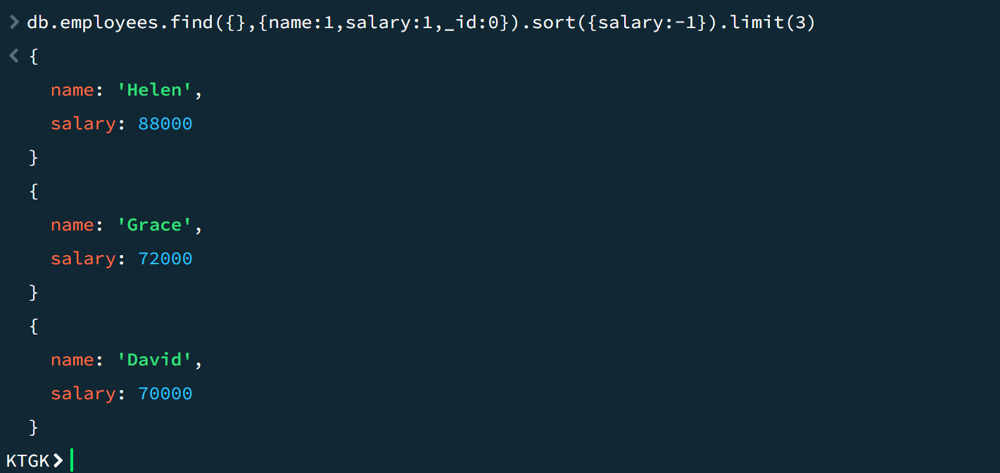 > db.employees.find({},{name:1,salary:1,_id:0}).sort({salary:-1}).limit(3)
< {
name: 'Helen',
salary: 88000
}
{
name: 'Grace',
salary: 72000
}
{
name: 'David',
salary: 70000
}
KTGK>